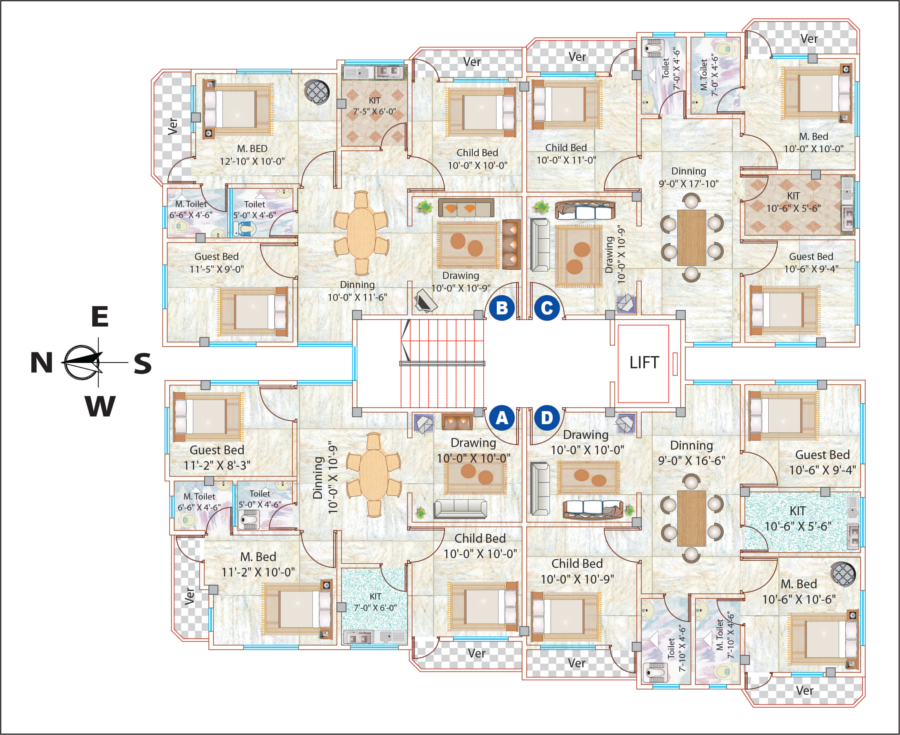 Ver
M. BED
12'-10" X 10'-0"
KIT
7'-5" X 6'-0"
Ver
Child Bed
10'-0" X 10'-0"
M. Toilet
6'-6" X 4'-6"
Toilet
5'-0" X 4'-6"
Guest Bed
11'-5" X 9'-0"
Dinning
10'-0" X 11'-6"
Drawing
10'-0" X 10'-9"
B
Ver
Child Bed
10'-0" X 11'-0"
Toilet
7'-0" X 4'-6"
M. Toilet
7'-0" X 4'-6"
Ver
M. Bed
10'-0" X 10'-0"
Dinning
9'-0" X 17'-10"
KIT
10'-6" X 5'-6"
Drawing
10'-0" X 10'-9"
Guest Bed
10'-6" X 9'-4"
C
E
N
S
W
LIFT
A
Guest Bed
11'-2" X 8'-3"
Dinning
10'-0" X 10'-9"
Drawing
10'-0" X 10'-0"
M. Toilet
6'-6" X 4'-6"
Toilet
5'-0" X 4'-6"
Ver
M. Bed
11'-2" X 10'-0"
KIT
7'-0" X 6'-0"
Child Bed
10'-0" X 10'-0"
Ver
D
Drawing
10'-0" X 10'-0"
Dinning
9'-0" X 16'-6"
Guest Bed
10'-6" X 9'-4"
KIT
10'-6" X 5'-6"
Child Bed
10'-0" X 10'-9"
Ver
Toilet
7'-10" X 4'-6"
M. Toilet
7'-10" X 4'-6"
M. Bed
10'-6" X 10'-6"
Ver